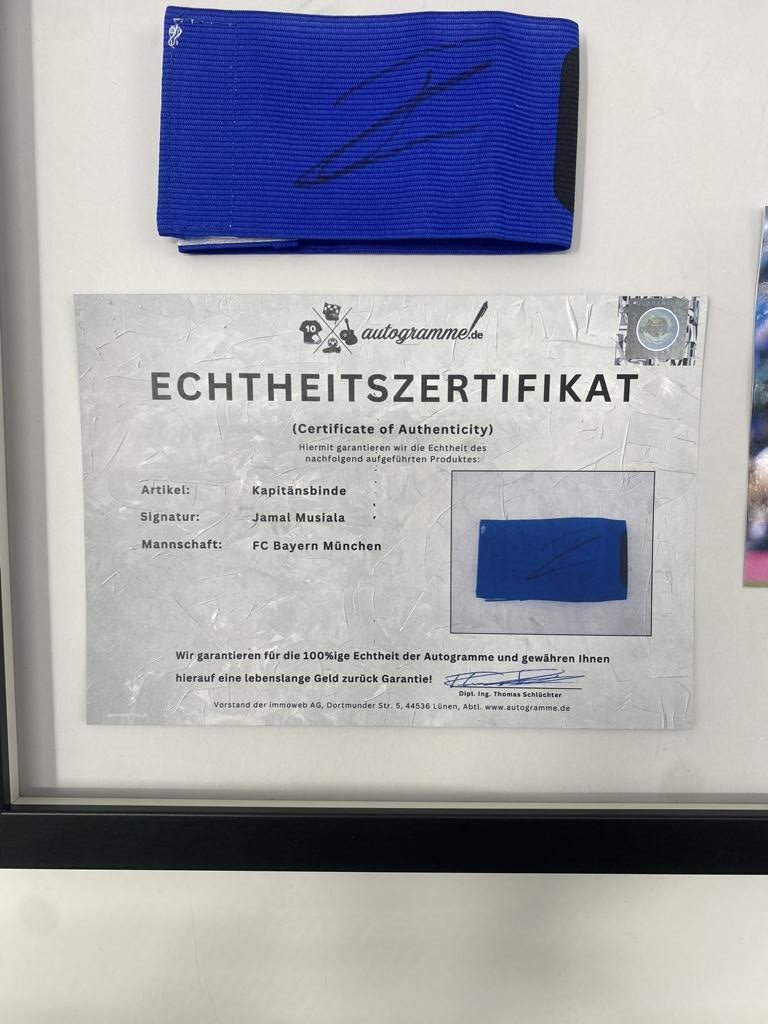 10
autogramme.de
ECHTHEITSZERTIFIKAT
(Certificate of Authenticity)
Hiermit garantieren wir die Echtheit des
nachfolgend aufgeführten Produktes:
Artikel: Kapitänsbinde
Signatur: Jamal Musiala
Mannschaft: FC Bayern München
Wir garantieren für die 100%ige Echtheit der Autogramme und gewähren Ihnen
hierauf eine lebenslange Geld zurück Garantie!
Dipl. Ing. Thomas Schlüchter
Vorstand der immoweb AG, Dortmunder Str. 5, 44536 Lünen, Abtl. www.autogramme.de